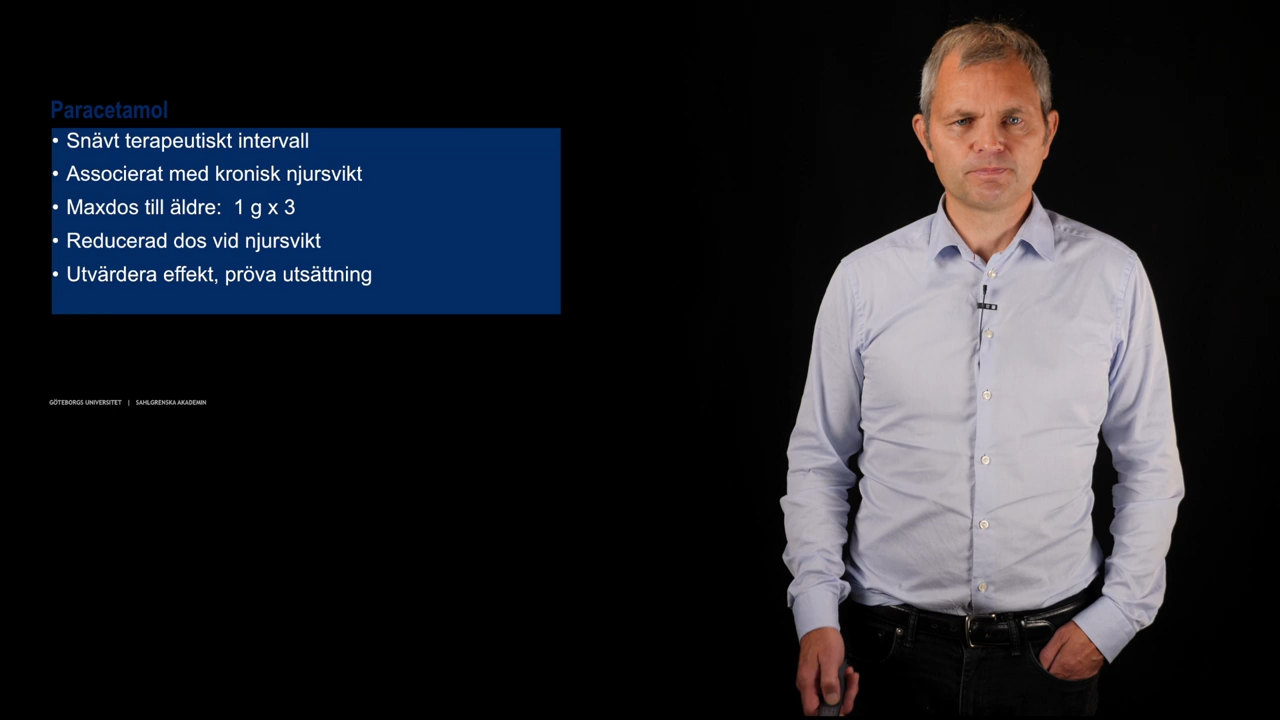 Paracetamol
• Snävt terapeutiskt intervall
• Associerat med kronisk njursvikt
• Maxdos till äldre:  1 g x 3
• Reducerad dos vid njursvikt
• Utvärdera effekt, pröva utsättning
GÖTEBORGS UNIVERSITET | SAHLGRENSKA AKADEMIN